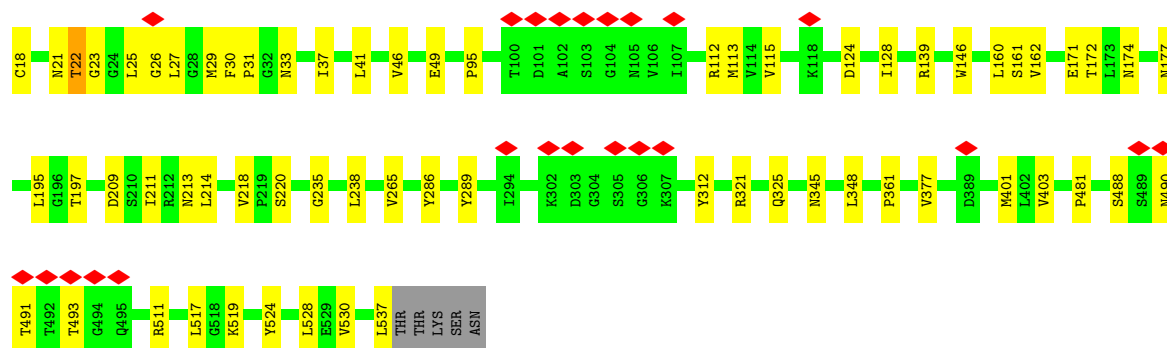 C18 N21 T22 G23 G24 L25 G26 L27 G28 M29 F30 P31 G32 N33 I37 L41 V46 E49 P95 T100 D101 A102 S103 G104 N105 V106 I107 R112 M113 V114 V115 K118 D124 I128 R139 W146 L160 S161 V162 E171 T172 L173 N174 N177
L195 G196 T197 D209 S210 I211 R212 N213 L214 V218 P219 S220 G235 L238 V265 Y286 Y289 I294 K302 D303 G304 S305 G306 K307 Y312 R321 Q325 N345 L348 P361 V377 D389 M401 L402 V403 P481 S488 S489 N490
T491 T492 T493 G494 Q495 R511 L517 G518 K519 Y524 L528 E529 V530 L537 THR THR LYS SER ASN